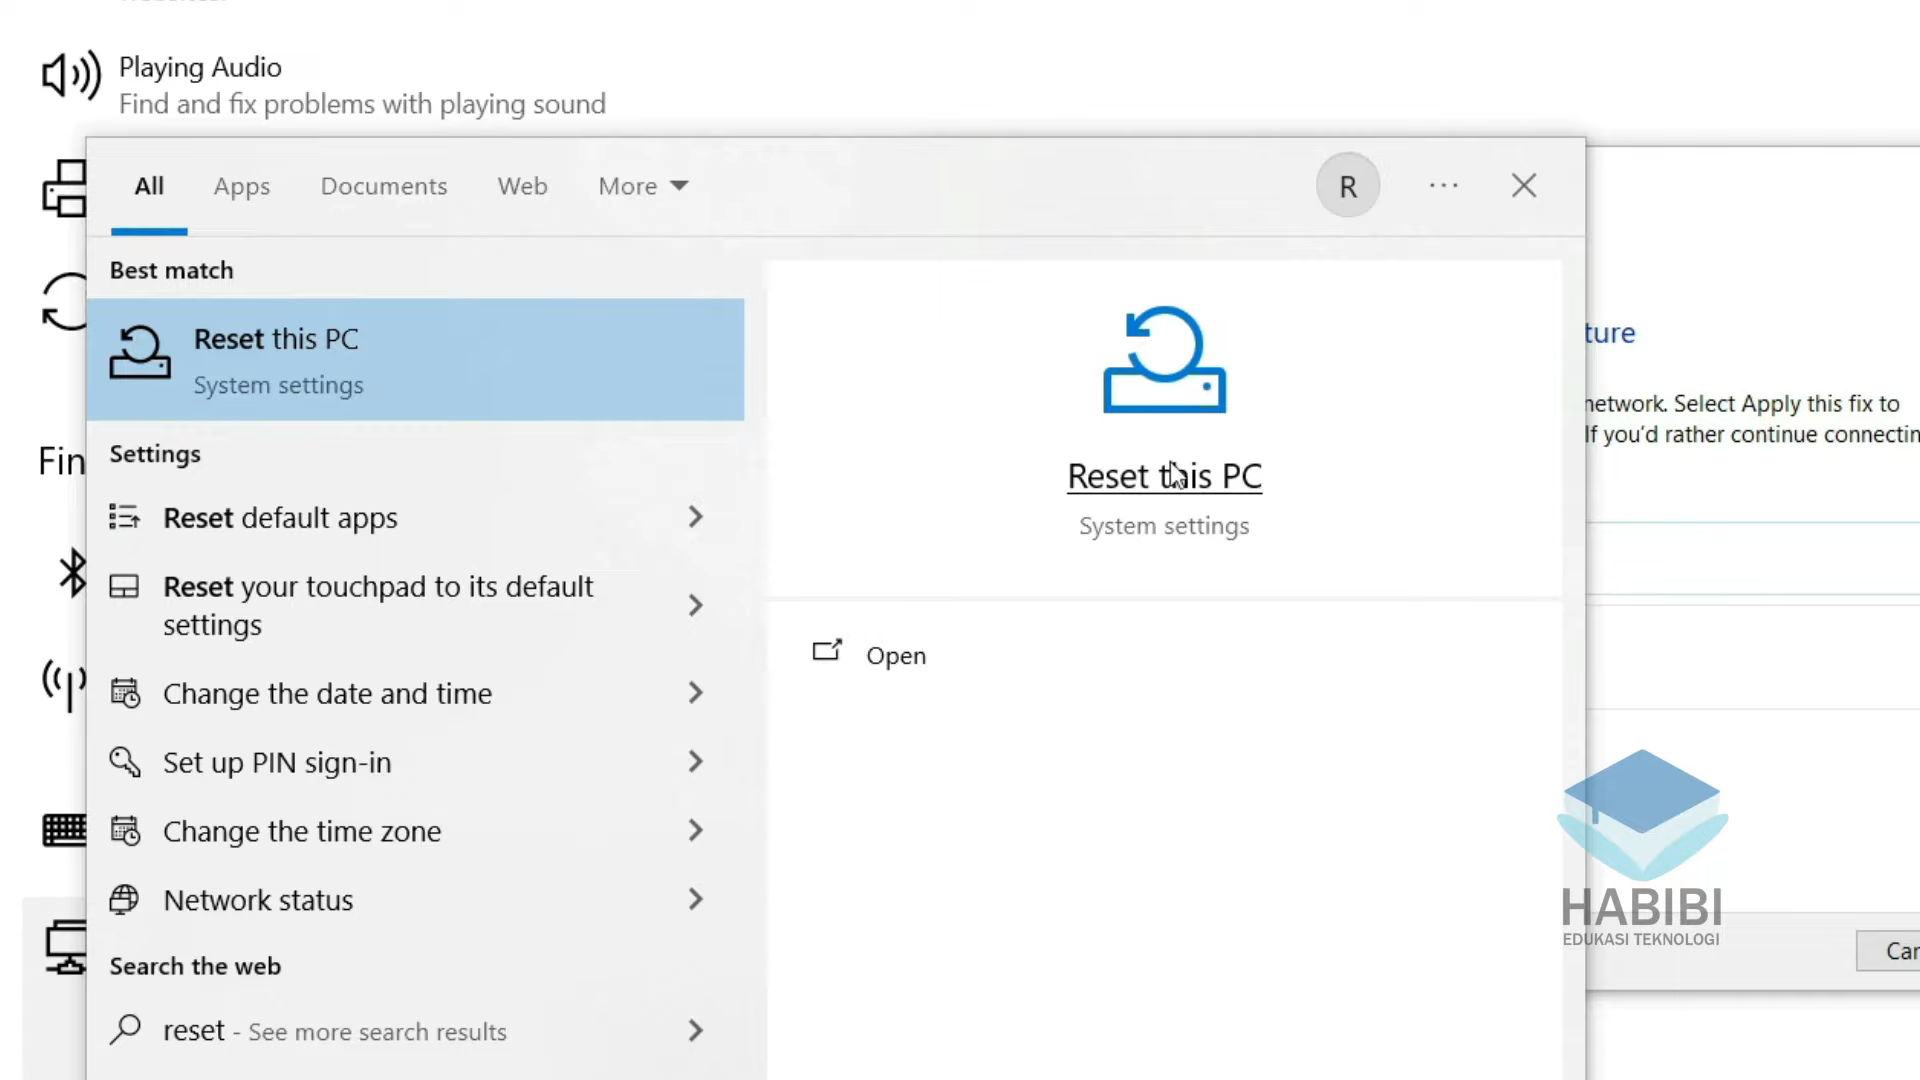 Playing Audio
Find and fix problems with playing sound
All Apps Documents Web More R
Best match
Reset this PC
System settings
Settings
Reset default apps
Reset your touchpad to its default
settings
Change the date and time
Set up PIN sign-in
Change the time zone
Network status
Search the web
reset - See more search results
Reset this PC
System settings
Open
Fin
ture
network. Select Apply this fix to
If you'd rather continue connectin
HABIBI
EDUKASI TEKNOLOGI
Can